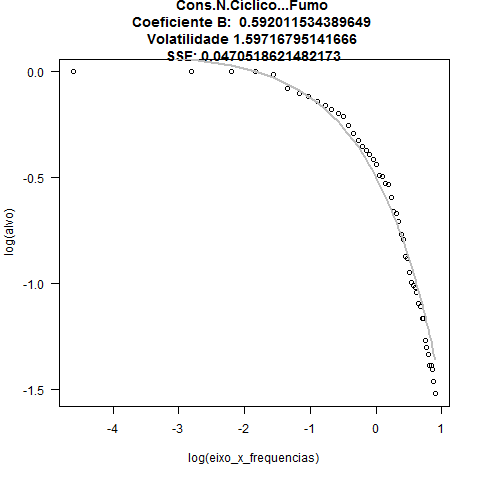 Cons.N.Ciclico...Fumo
Coeficiente B:  0.592011534389649
Volatilidade 1.59716795141666
SSE: 0.0470518621482173
0.0
-0.5
-1.0
-1.5
log(alvo)
-4
-3
-2
-1
0
1
log(eixo_x_frequencias)